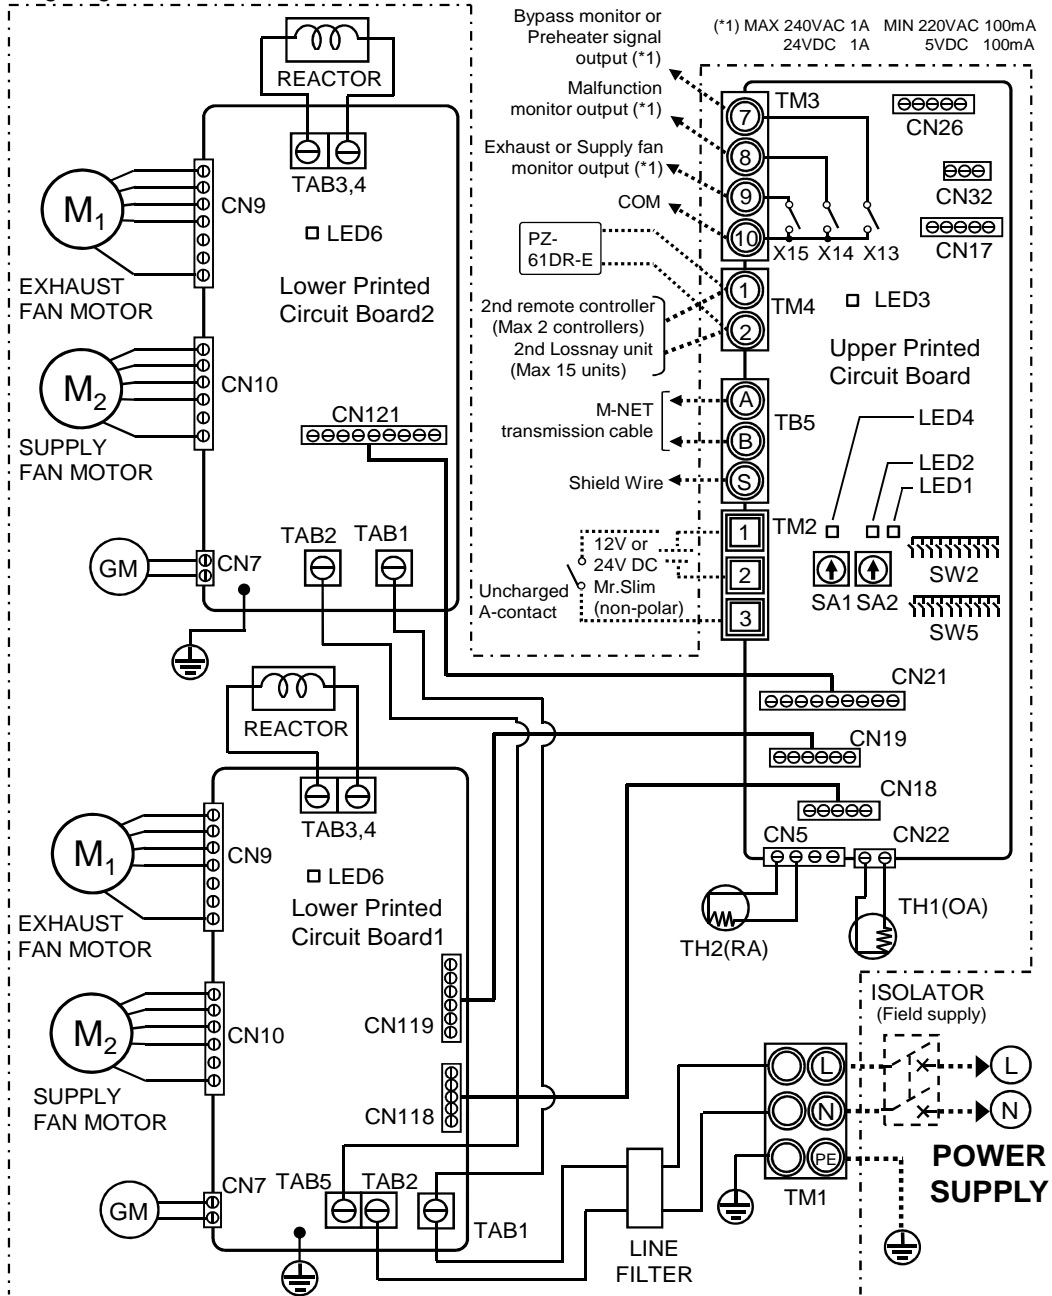 Bypass monitor or
Preheater signal
output (*1)
(*1) MAX 240VAC 1A MIN 220VAC 100mA
24VDC 1A 5VDC 100mA
REACTOR
Malfunction
monitor output (*1)
Exhaust or Supply fan
monitor output (*1)
COM
TM3
7
8
9
10
X15 X14 X13
CN26
CN32
CN17
TAB3,4
M1
CN9
EXHAUST
FAN MOTOR
LED6
Lower Printed
Circuit Board2
PZ-
61DR-E
1
2
TM4
LED3
2nd remote controller
(Max 2 controllers)
2nd Lossnay unit
(Max 15 units)
Upper Printed
Circuit Board
M2
CN10
SUPPLY
FAN MOTOR
CN121
M-NET
transmission cable
A
B
S
TB5
Shield Wire
LED4
LED2
LED1
TAB2 TAB1
GM
CN7
Uncharged
A-contact
12V or
24V DC
Mr.Slim
(non-polar)
1
2
3
TM2
SA1 SA2
SW2
SW5
CN21
CN19
CN18
CN5
CN22
TH2(RA)
TH1(OA)
REACTOR
TAB3,4
M1
CN9
EXHAUST
FAN MOTOR
LED6
Lower Printed
Circuit Board1
M2
CN10
SUPPLY
FAN MOTOR
CN119
CN118
GM
CN7
TAB5 TAB2
TAB1
LINE
FILTER
L
N
PE
TM1
ISOLATOR
(Field supply)
L
N
POWER
SUPPLY